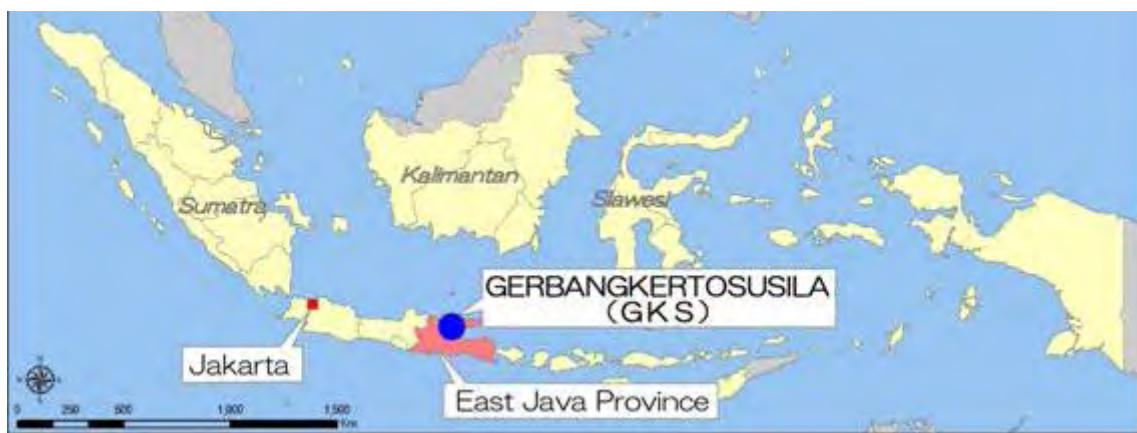 Kalimantan
Slawesi
Sumatra
GERBANGKERTOSUSILA
(GKS)
Jakarta
East Java Province
0 250 500 1,000 1,500
Km